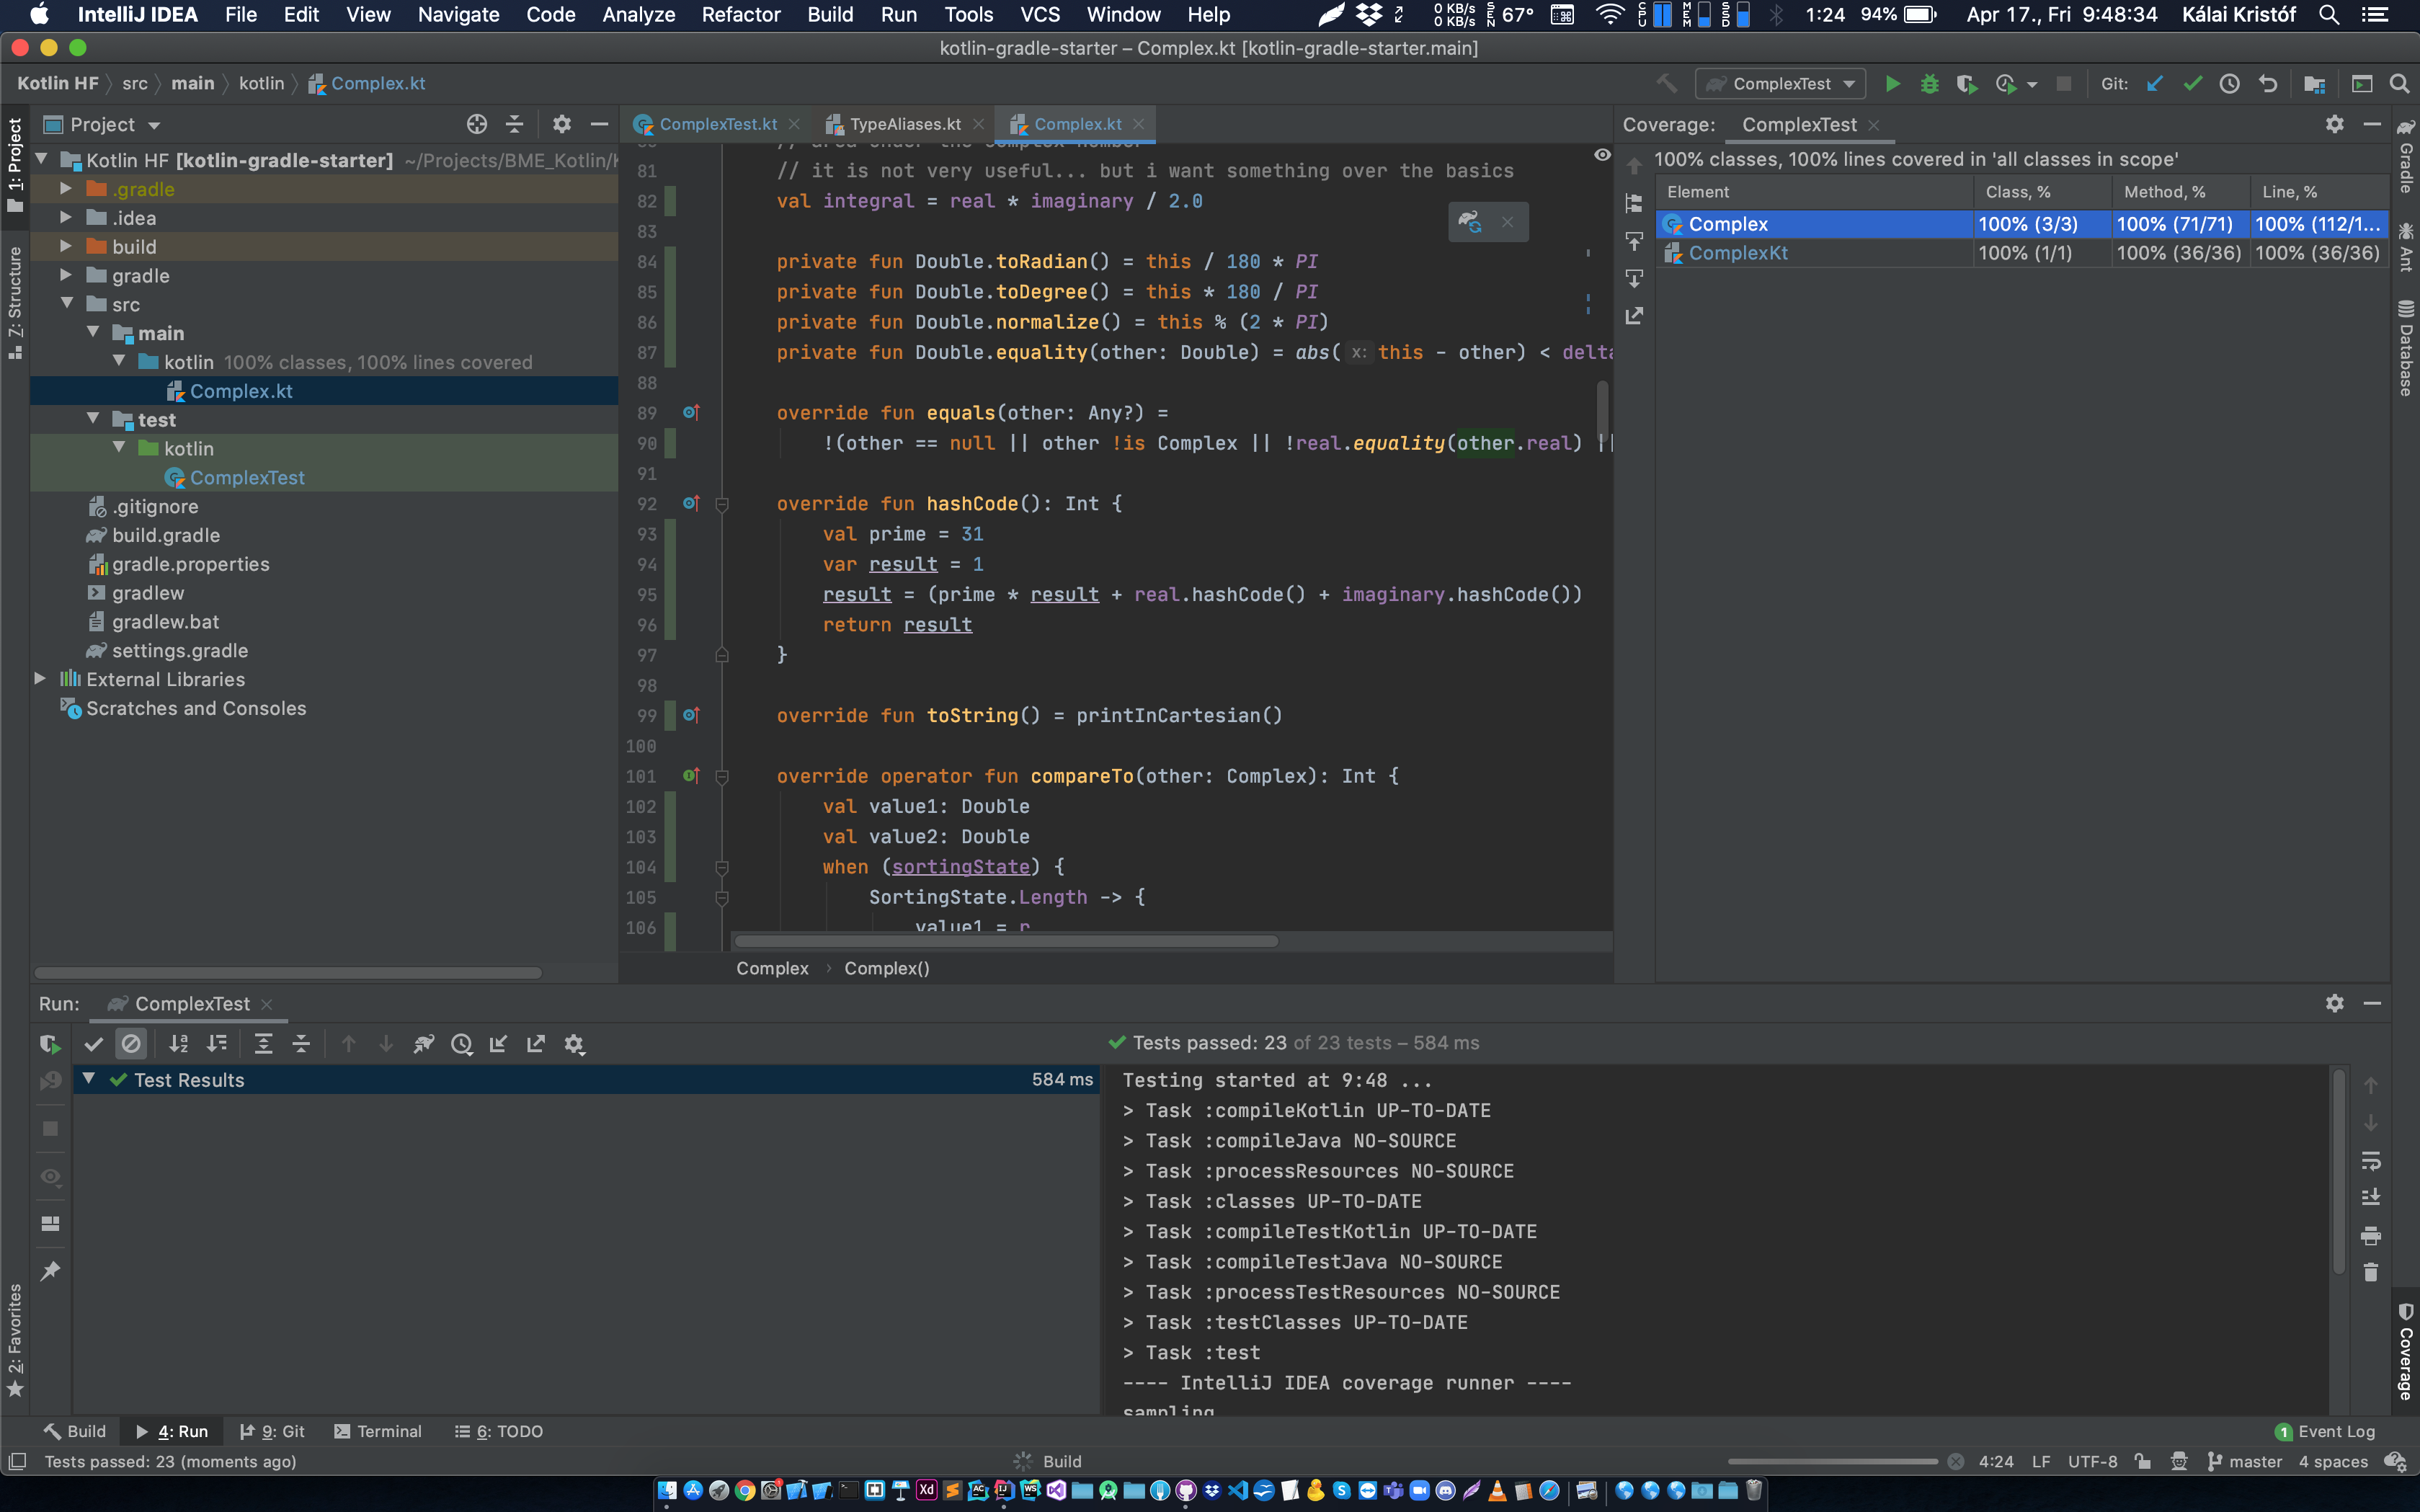 IntelliJ IDEA File Edit View Navigate Code Analyze Refactor Build Run Tools VCS Window Help 0 KB/s 0 KB/s SEN 67° CPU MEM SSD 1:24 94% Apr 17., Fri 9:48:34 Kálai Kristóf
kotlin-gradle-starter – Complex.kt [kotlin-gradle-starter.main]
Kotlin HF src main kotlin Complex.kt ComplexTest Git:
Project ComplexTest.kt TypeAliases.kt Complex.kt Coverage: ComplexTest
1: Project
Z: Structure
2: Favorites
Kotlin HF [kotlin-gradle-starter] ~/Projects/BME_Kotlin/
.gradle
.idea
build
gradle
src
main
kotlin 100% classes, 100% lines covered
Complex.kt
test
kotlin
ComplexTest
.gitignore
build.gradle
gradle.properties
gradlew
gradlew.bat
settings.gradle
External Libraries
Scratches and Consoles
81 // it is not very useful... but i want something over the basics
82 val integral = real * imaginary / 2.0
83
84 private fun Double.toRadian() = this / 180 * PI
85 private fun Double.toDegree() = this * 180 / PI
86 private fun Double.normalize() = this % (2 * PI)
87 private fun Double.equality(other: Double) = abs( x: this - other) < delta
88
89 override fun equals(other: Any?) =
90 !(other == null || other !is Complex || !real.equality(other.real) ||
91
92 override fun hashCode(): Int {
93 val prime = 31
94 var result = 1
95 result = (prime * result + real.hashCode() + imaginary.hashCode())
96 return result
97 }
98
99 override fun toString() = printInCartesian()
100
101 override operator fun compareTo(other: Complex): Int {
102 val value1: Double
103 val value2: Double
104 when (sortingState) {
105 SortingState.Length -> {
106 value1 = r
Complex Complex()
100% classes, 100% lines covered in 'all classes in scope'
Element Class, % Method, % Line, %
Complex 100% (3/3) 100% (71/71) 100% (112/1...
ComplexKt 100% (1/1) 100% (36/36) 100% (36/36)
Gradle
Ant
Database
Coverage
Run: ComplexTest
Tests passed: 23 of 23 tests – 584 ms
Test Results 584 ms
Testing started at 9:48 ...
> Task :compileKotlin UP-TO-DATE
> Task :compileJava NO-SOURCE
> Task :processResources NO-SOURCE
> Task :classes UP-TO-DATE
> Task :compileTestKotlin UP-TO-DATE
> Task :compileTestJava NO-SOURCE
> Task :processTestResources NO-SOURCE
> Task :testClasses UP-TO-DATE
> Task :test
---- IntelliJ IDEA coverage runner ----
sampling
Build 4: Run 9: Git Terminal 6: TODO 1 Event Log
Tests passed: 23 (moments ago) Build 4:24 LF UTF-8 master 4 spaces
Xd AC IJ WS